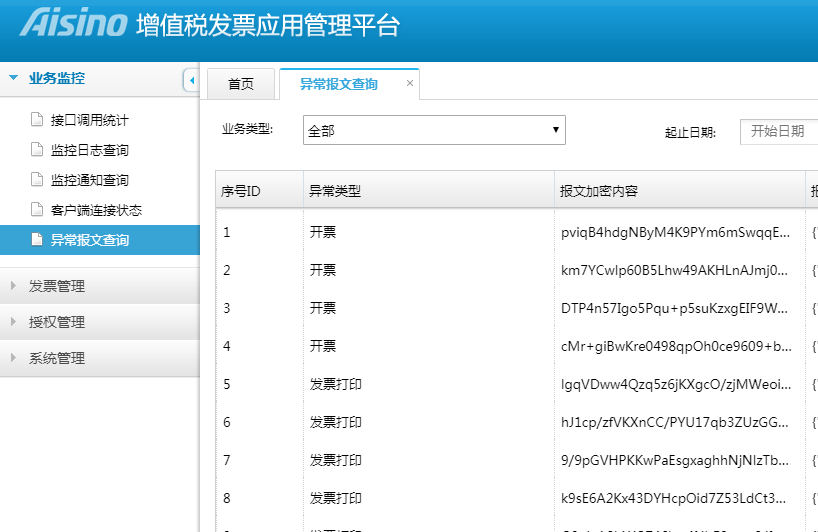 Aisino 增值税发票应用管理平台
业务监控
接口调用统计
监控日志查询
监控通知查询
客户端连接状态
异常报文查询
发票管理
授权管理
系统管理
首页 异常报文查询 ×
业务类型: 全部 起止日期: 开始日期
序号ID 异常类型 报文加密内容
1 开票 pviqB4hdgNByM4K9PYm6mSwqqE...
2 开票 km7YCwIp60B5Lhw49AKHLnAJmj0...
3 开票 DTP4n57Igo5Pqu+p5suKzxgEIF9W...
4 开票 cMr+giBwKre0498qpOh0ce9609+b...
5 发票打印 lgqVDww4Qzq5z6jKXgcO/zjMWeoi...
6 发票打印 hJ1cp/zfVKXnCC/PYU17qb3ZUzGG...
7 发票打印 9/9pGVHPKKwPaEsgxaghhNjNIzTb...
8 发票打印 k9sE6A2Kx43DYHcpOid7Z53LdCt3...